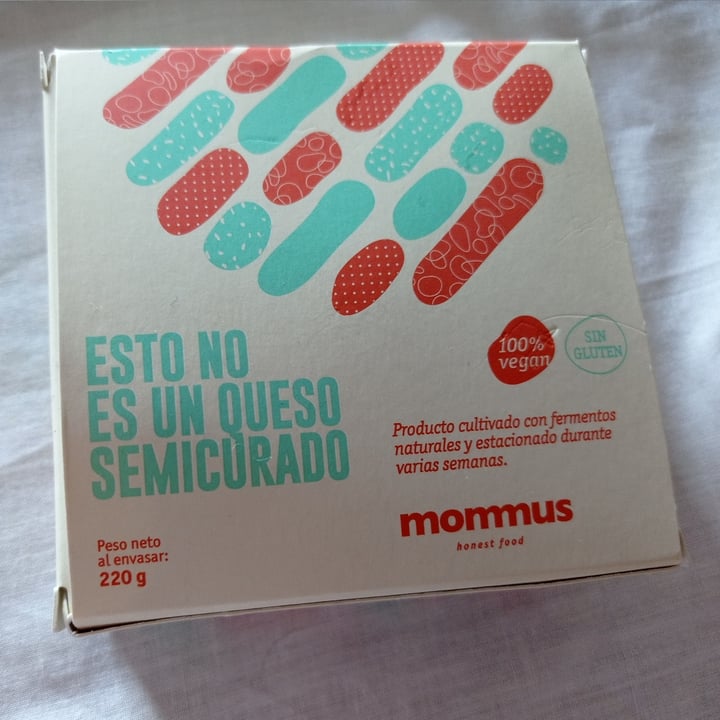 ESTO NO
ES UN QUESO
SEMICURADO
100%
vegan
SIN
GLUTEN
Producto cultivado con fermentos
naturales y estacionado durante
varias semanas.
mommus
honest food
Peso neto
al envasar:
220 g